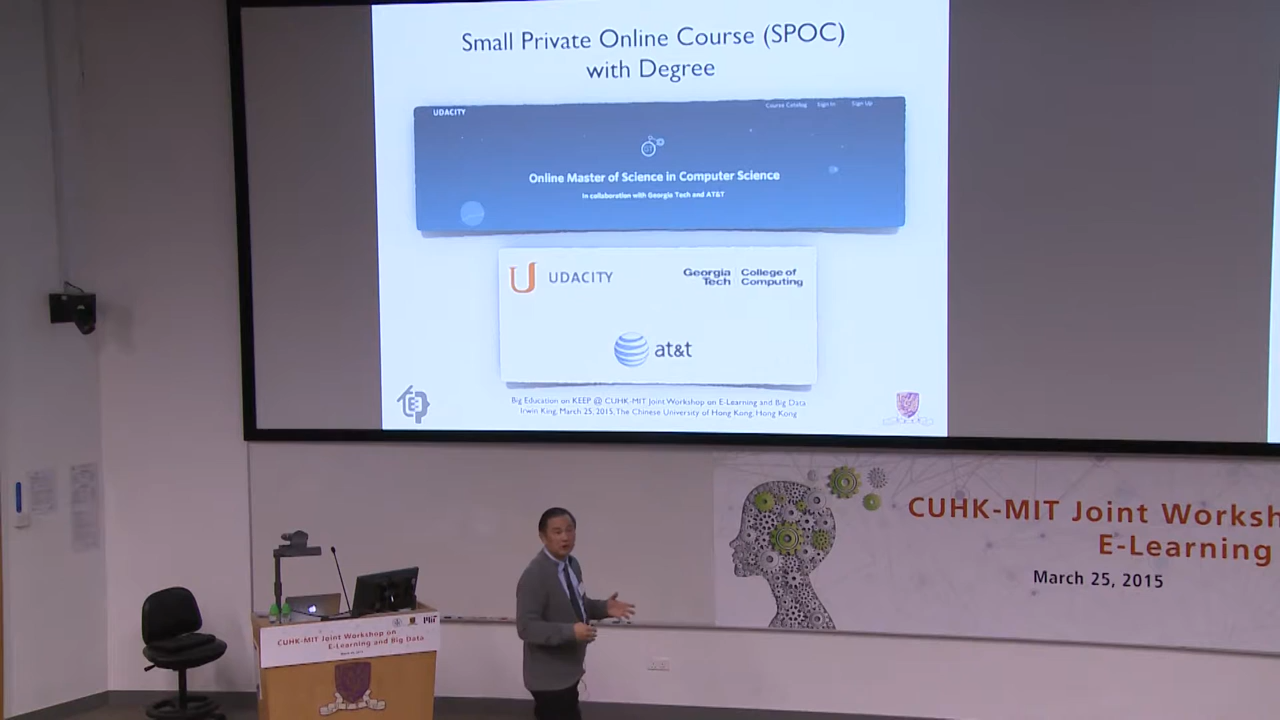 Small Private Online Course (SPOC)
with Degree
UDACITY
Course Catalog Sign In Sign Up
Online Master of Science in Computer Science
In collaboration with Georgia Tech and AT&T
UDACITY
Georgia Tech
College of Computing
at&t
Big Education on KEEP @ CUHK-MIT Joint Workshop on E-Learning and Big Data
Irwin King, March 25, 2015, The Chinese University of Hong Kong, Hong Kong
CUHK-MIT Joint Worksh
E-Learning
March 25, 2015
CUHK-MIT Joint Workshop on
E-Learning and Big Data